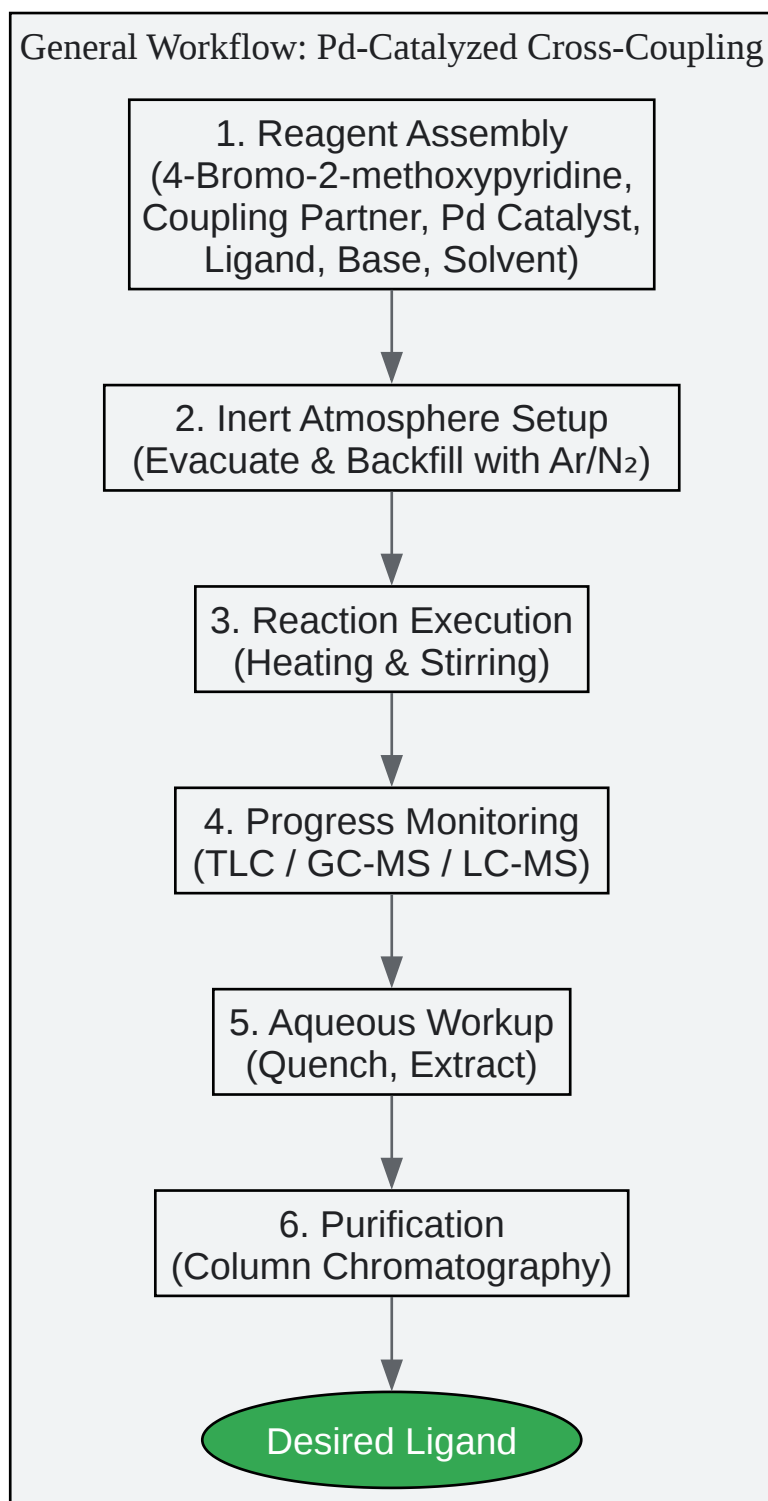 General Workflow: Pd-Catalyzed Cross-Coupling
1. Reagent Assembly
(4-Bromo-2-methoxypyridine,
Coupling Partner, Pd Catalyst,
Ligand, Base, Solvent)
2. Inert Atmosphere Setup
(Evacuate & Backfill with Ar/N₂)
3. Reaction Execution
(Heating & Stirring)
4. Progress Monitoring
(TLC / GC-MS / LC-MS)
5. Aqueous Workup
(Quench, Extract)
6. Purification
(Column Chromatography)
Desired Ligand